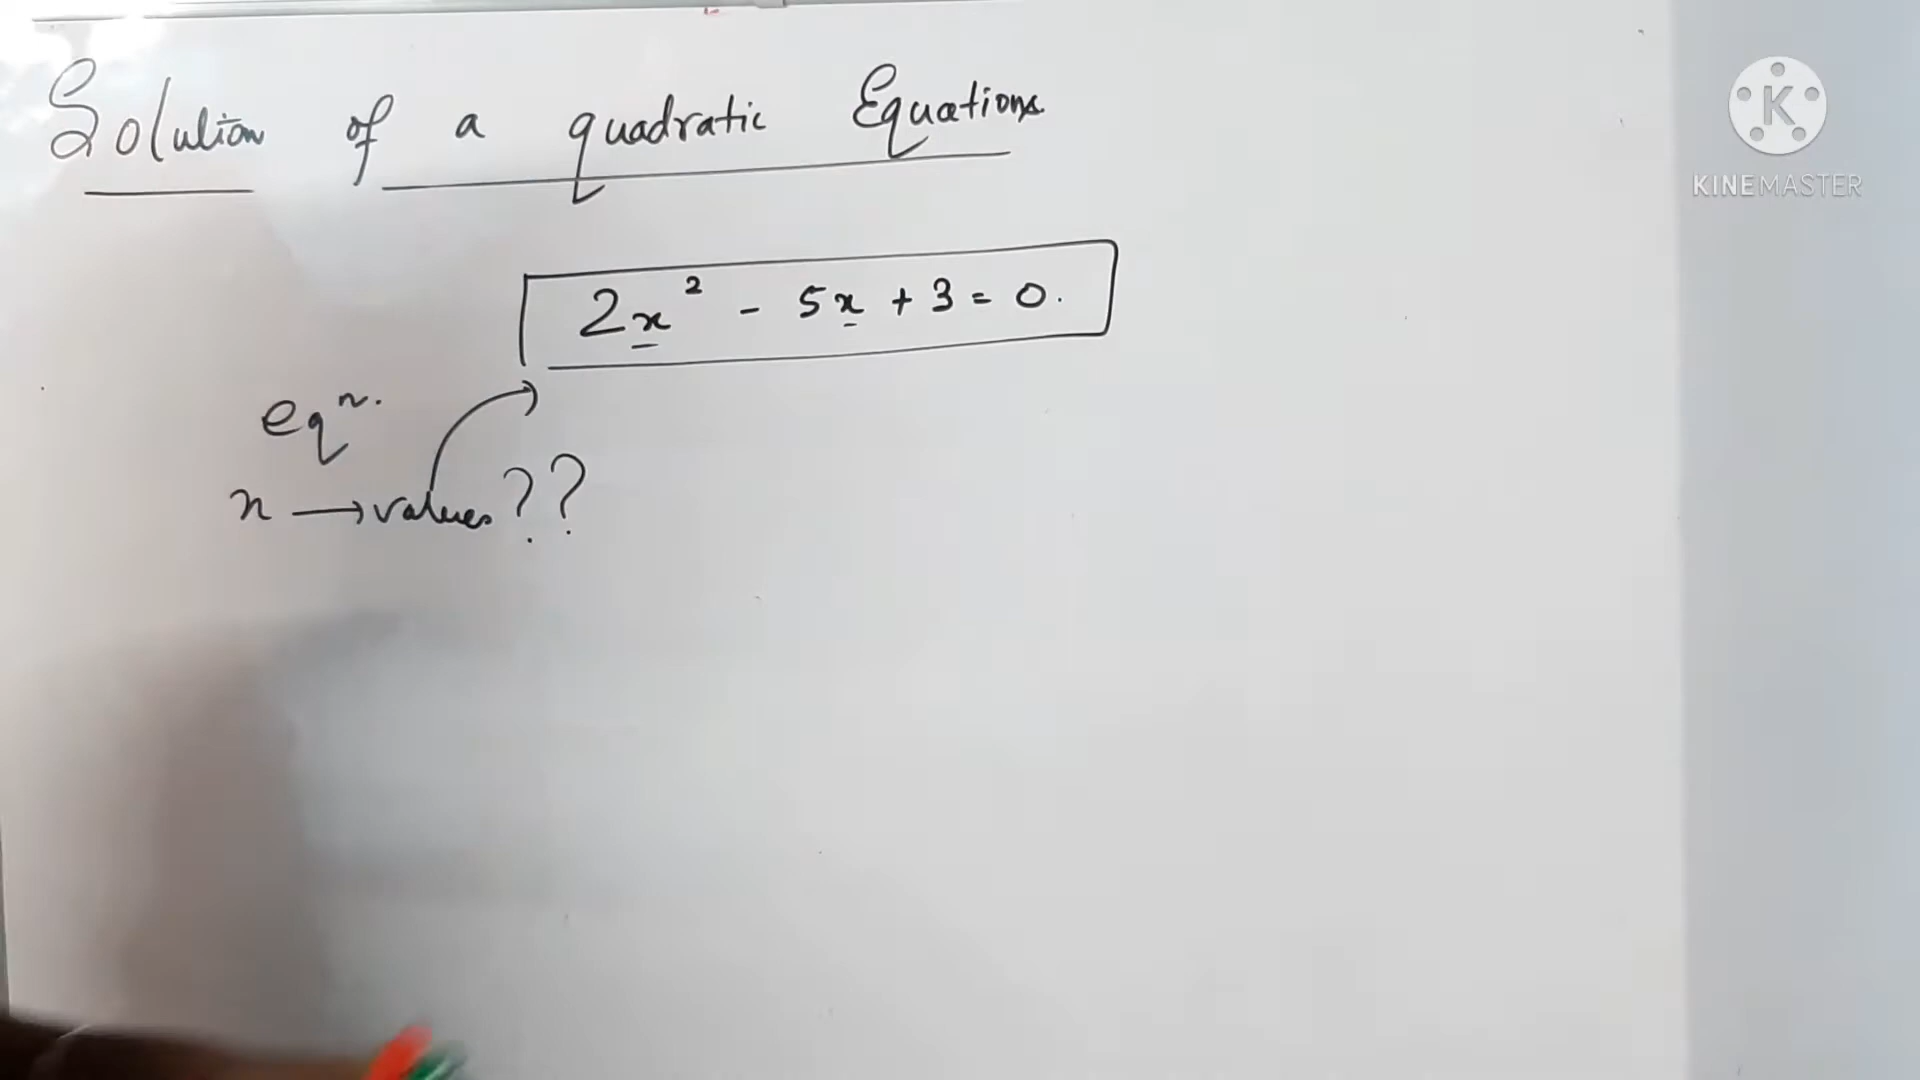 Solution of a quadratic Equations.
K
KINEMASTER
2x² - 5x + 3 = 0.
eqⁿ.
x → values ??